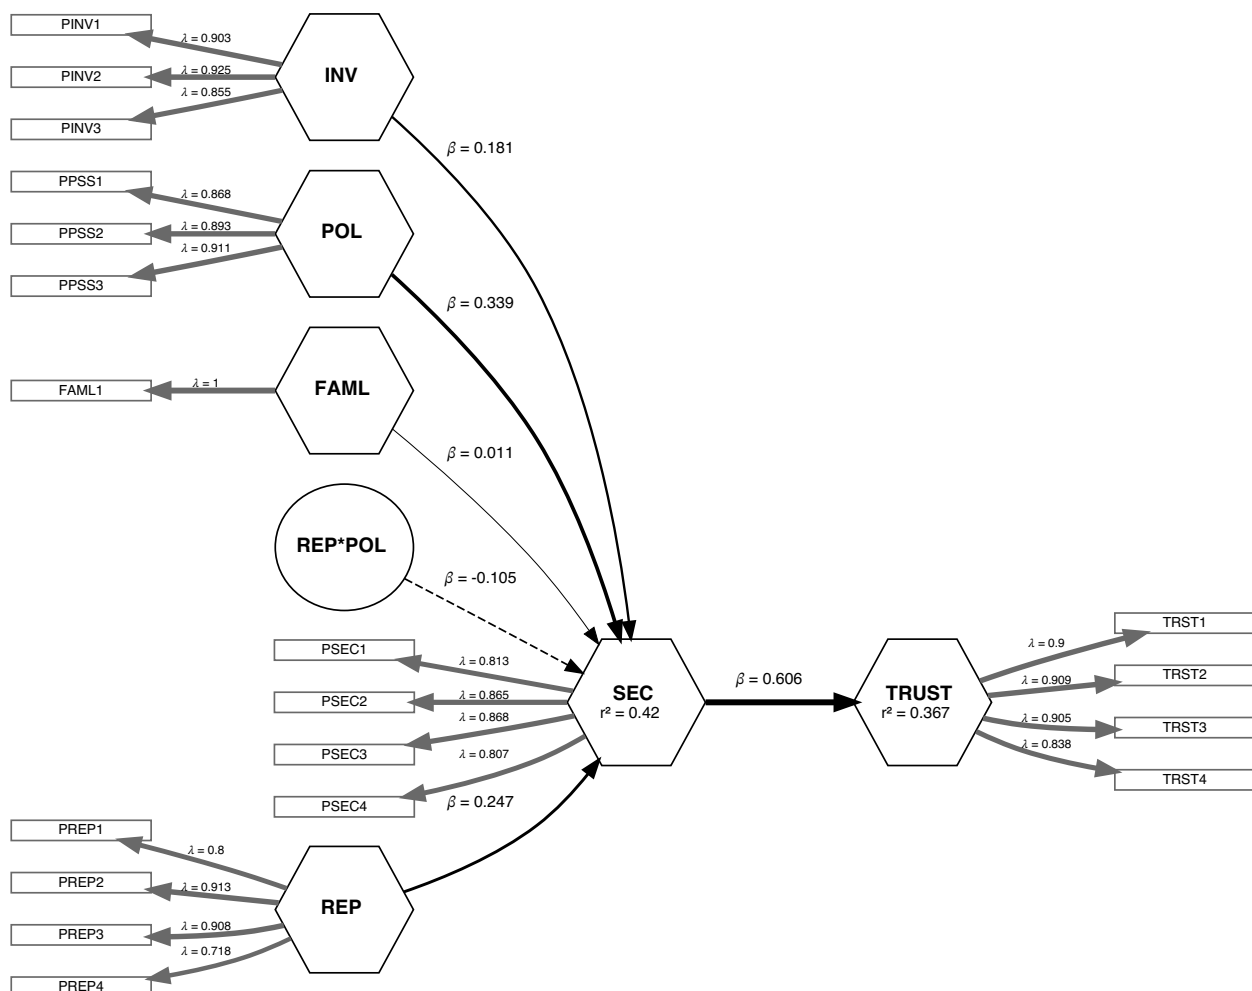 PINV1
λ = 0.903
PINV2
λ = 0.925
INV
λ = 0.855
PINV3
β = 0.181
PPSS1
λ = 0.868
PPSS2
λ = 0.893
POL
λ = 0.911
PPSS3
β = 0.339
FAML1
λ = 1
FAML
β = 0.011
REP*POL
β = -0.105
PSEC1
λ = 0.813
PSEC2
λ = 0.865
PSEC3
λ = 0.868
λ = 0.807
PSEC4
SEC
r² = 0.42
β = 0.606
TRUST
r² = 0.367
TRST1
λ = 0.9
TRST2
λ = 0.909
TRST3
λ = 0.905
λ = 0.838
TRST4
β = 0.247
PREP1
λ = 0.8
PREP2
λ = 0.913
REP
PREP3
λ = 0.908
λ = 0.718
PREP4